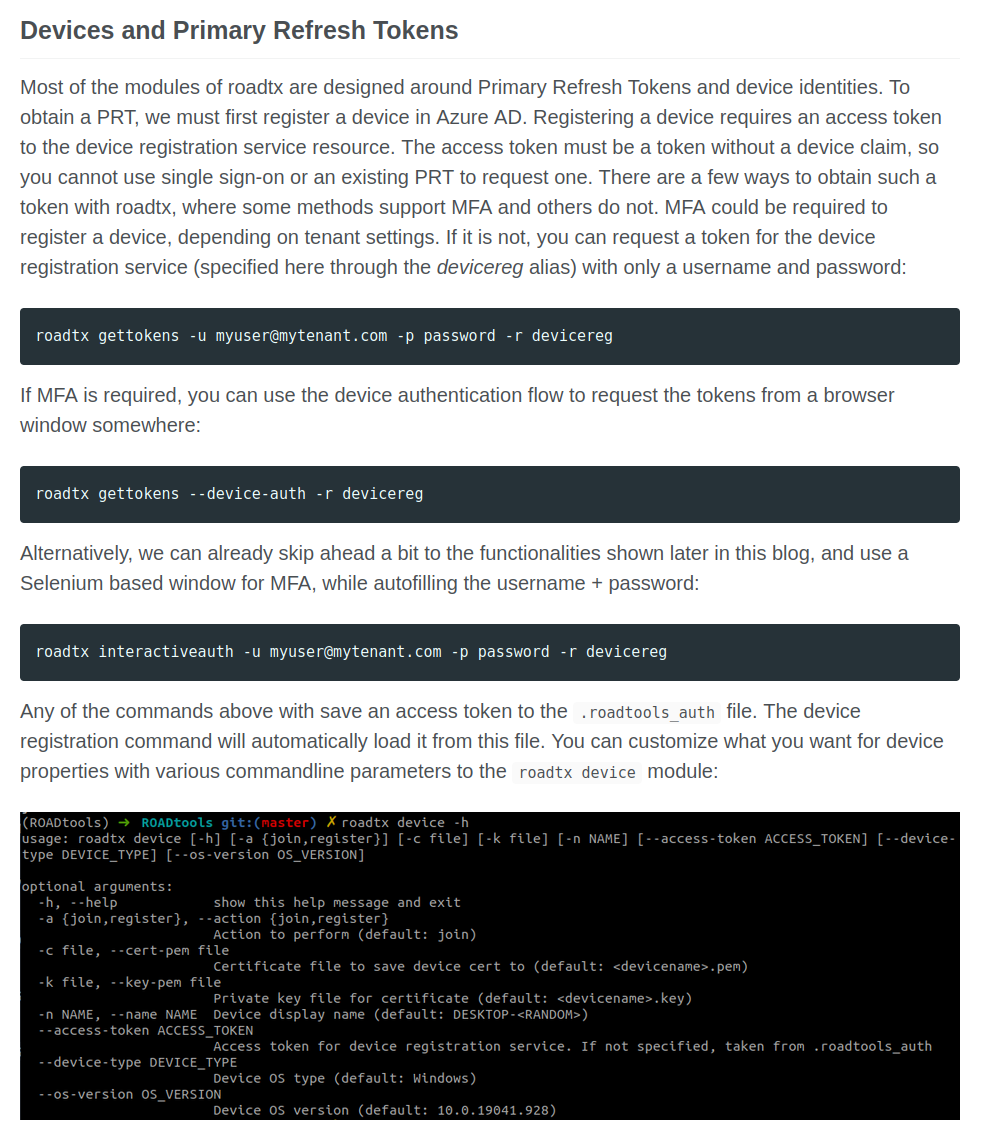 Devices and Primary Refresh Tokens
Most of the modules of roadtx are designed around Primary Refresh Tokens and device identities. To
obtain a PRT, we must first register a device in Azure AD. Registering a device requires an access token
to the device registration service resource. The access token must be a token without a device claim, so
you cannot use single sign-on or an existing PRT to request one. There are a few ways to obtain such a
token with roadtx, where some methods support MFA and others do not. MFA could be required to
register a device, depending on tenant settings. If it is not, you can request a token for the device
registration service (specified here through the devicereg alias) with only a username and password:
roadtx gettokens -u myuser@mytenant.com -p password -r devicereg
If MFA is required, you can use the device authentication flow to request the tokens from a browser
window somewhere:
roadtx gettokens --device-auth -r devicereg
Alternatively, we can already skip ahead a bit to the functionalities shown later in this blog, and use a
Selenium based window for MFA, while autofilling the username + password:
roadtx interactiveauth -u myuser@mytenant.com -p password -r devicereg
Any of the commands above with save an access token to the .roadtools_auth file. The device
registration command will automatically load it from this file. You can customize what you want for device
properties with various commandline parameters to the roadtx device module:
(ROADtools) ➜ ROADtools git:(master) ✗ roadtx device -h
usage: roadtx device [-h] [-a {join,register}] [-c file] [-k file] [-n NAME] [--access-token ACCESS_TOKEN] [--device-
type DEVICE_TYPE] [--os-version OS_VERSION]
optional arguments:
-h, --help show this help message and exit
-a {join,register}, --action {join,register}
Action to perform (default: join)
-c file, --cert-pem file
Certificate file to save device cert to (default: <devicename>.pem)
-k file, --key-pem file
Private key file for certificate (default: <devicename>.key)
-n NAME, --name NAME Device display name (default: DESKTOP-<RANDOM>)
--access-token ACCESS_TOKEN
Access token for device registration service. If not specified, taken from .roadtools_auth
--device-type DEVICE_TYPE
Device OS type (default: Windows)
--os-version OS_VERSION
Device OS version (default: 10.0.19041.928)